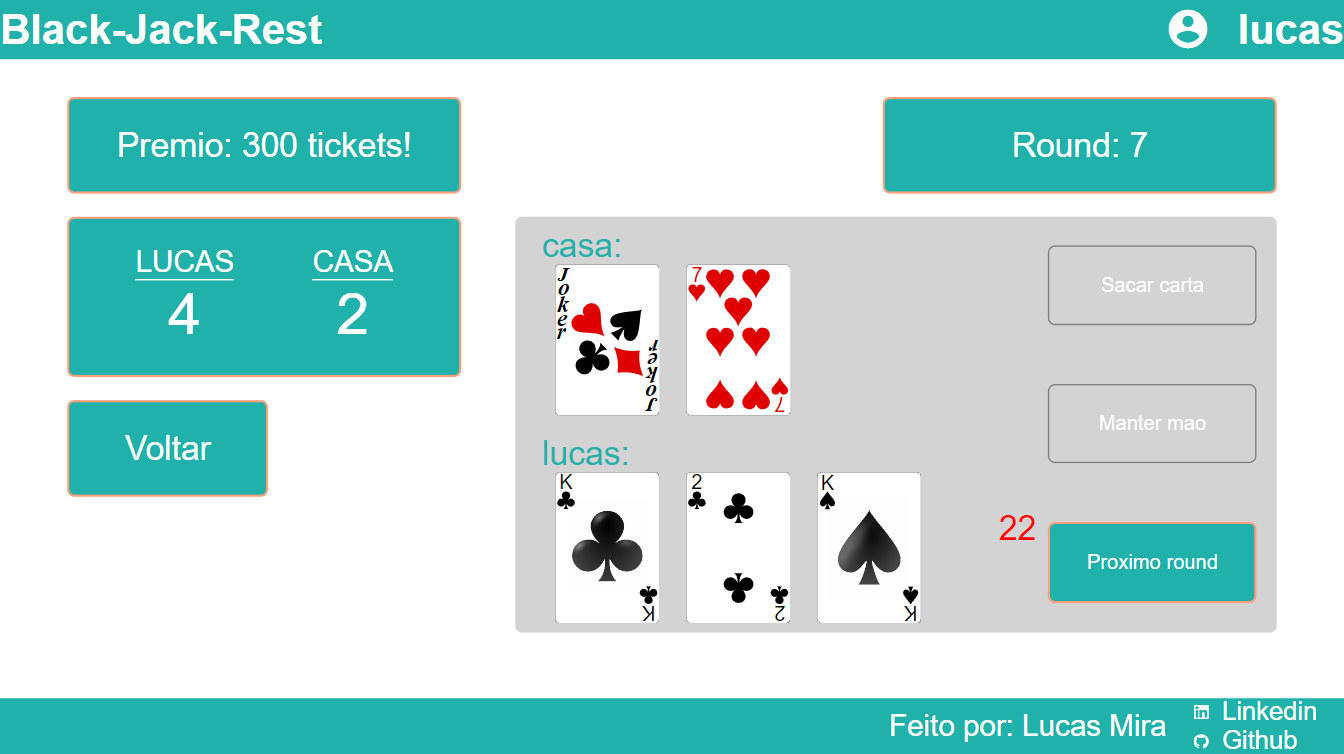 Black-Jack-Rest
lucas
Premio: 300 tickets!
Round: 7
LUCAS
4
CASA
2
Voltar
casa:
Joker
Joker
7
7
lucas:
K
K
2
2
K
K
Sacar carta
Manter mao
22
Proximo round
Feito por: Lucas Mira
Linkedin
Github